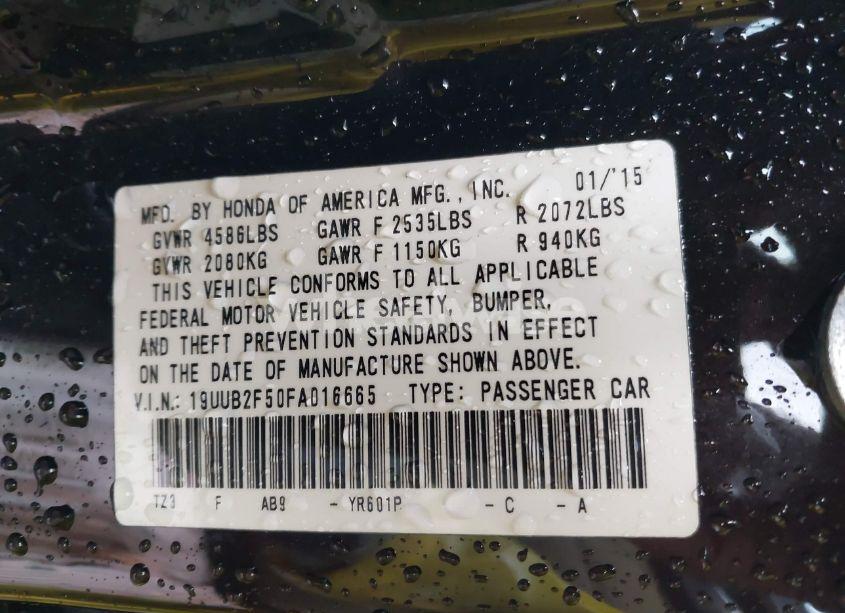 MFD. BY HONDA OF AMERICA MFG., INC. 01/'15
GVWR 4586LBS GAWR F 2535LBS R 2072LBS
GVWR 2080KG GAWR F 1150KG R 940KG
THIS VEHICLE CONFORMS TO ALL APPLICABLE
FEDERAL MOTOR VEHICLE SAFETY, BUMPER,
AND THEFT PREVENTION STANDARDS IN EFFECT
ON THE DATE OF MANUFACTURE SHOWN ABOVE.
V.I.N.: 19UUB2F50FA016665 TYPE: PASSENGER CAR
TZ3 F AB9 - YR601P - C - A